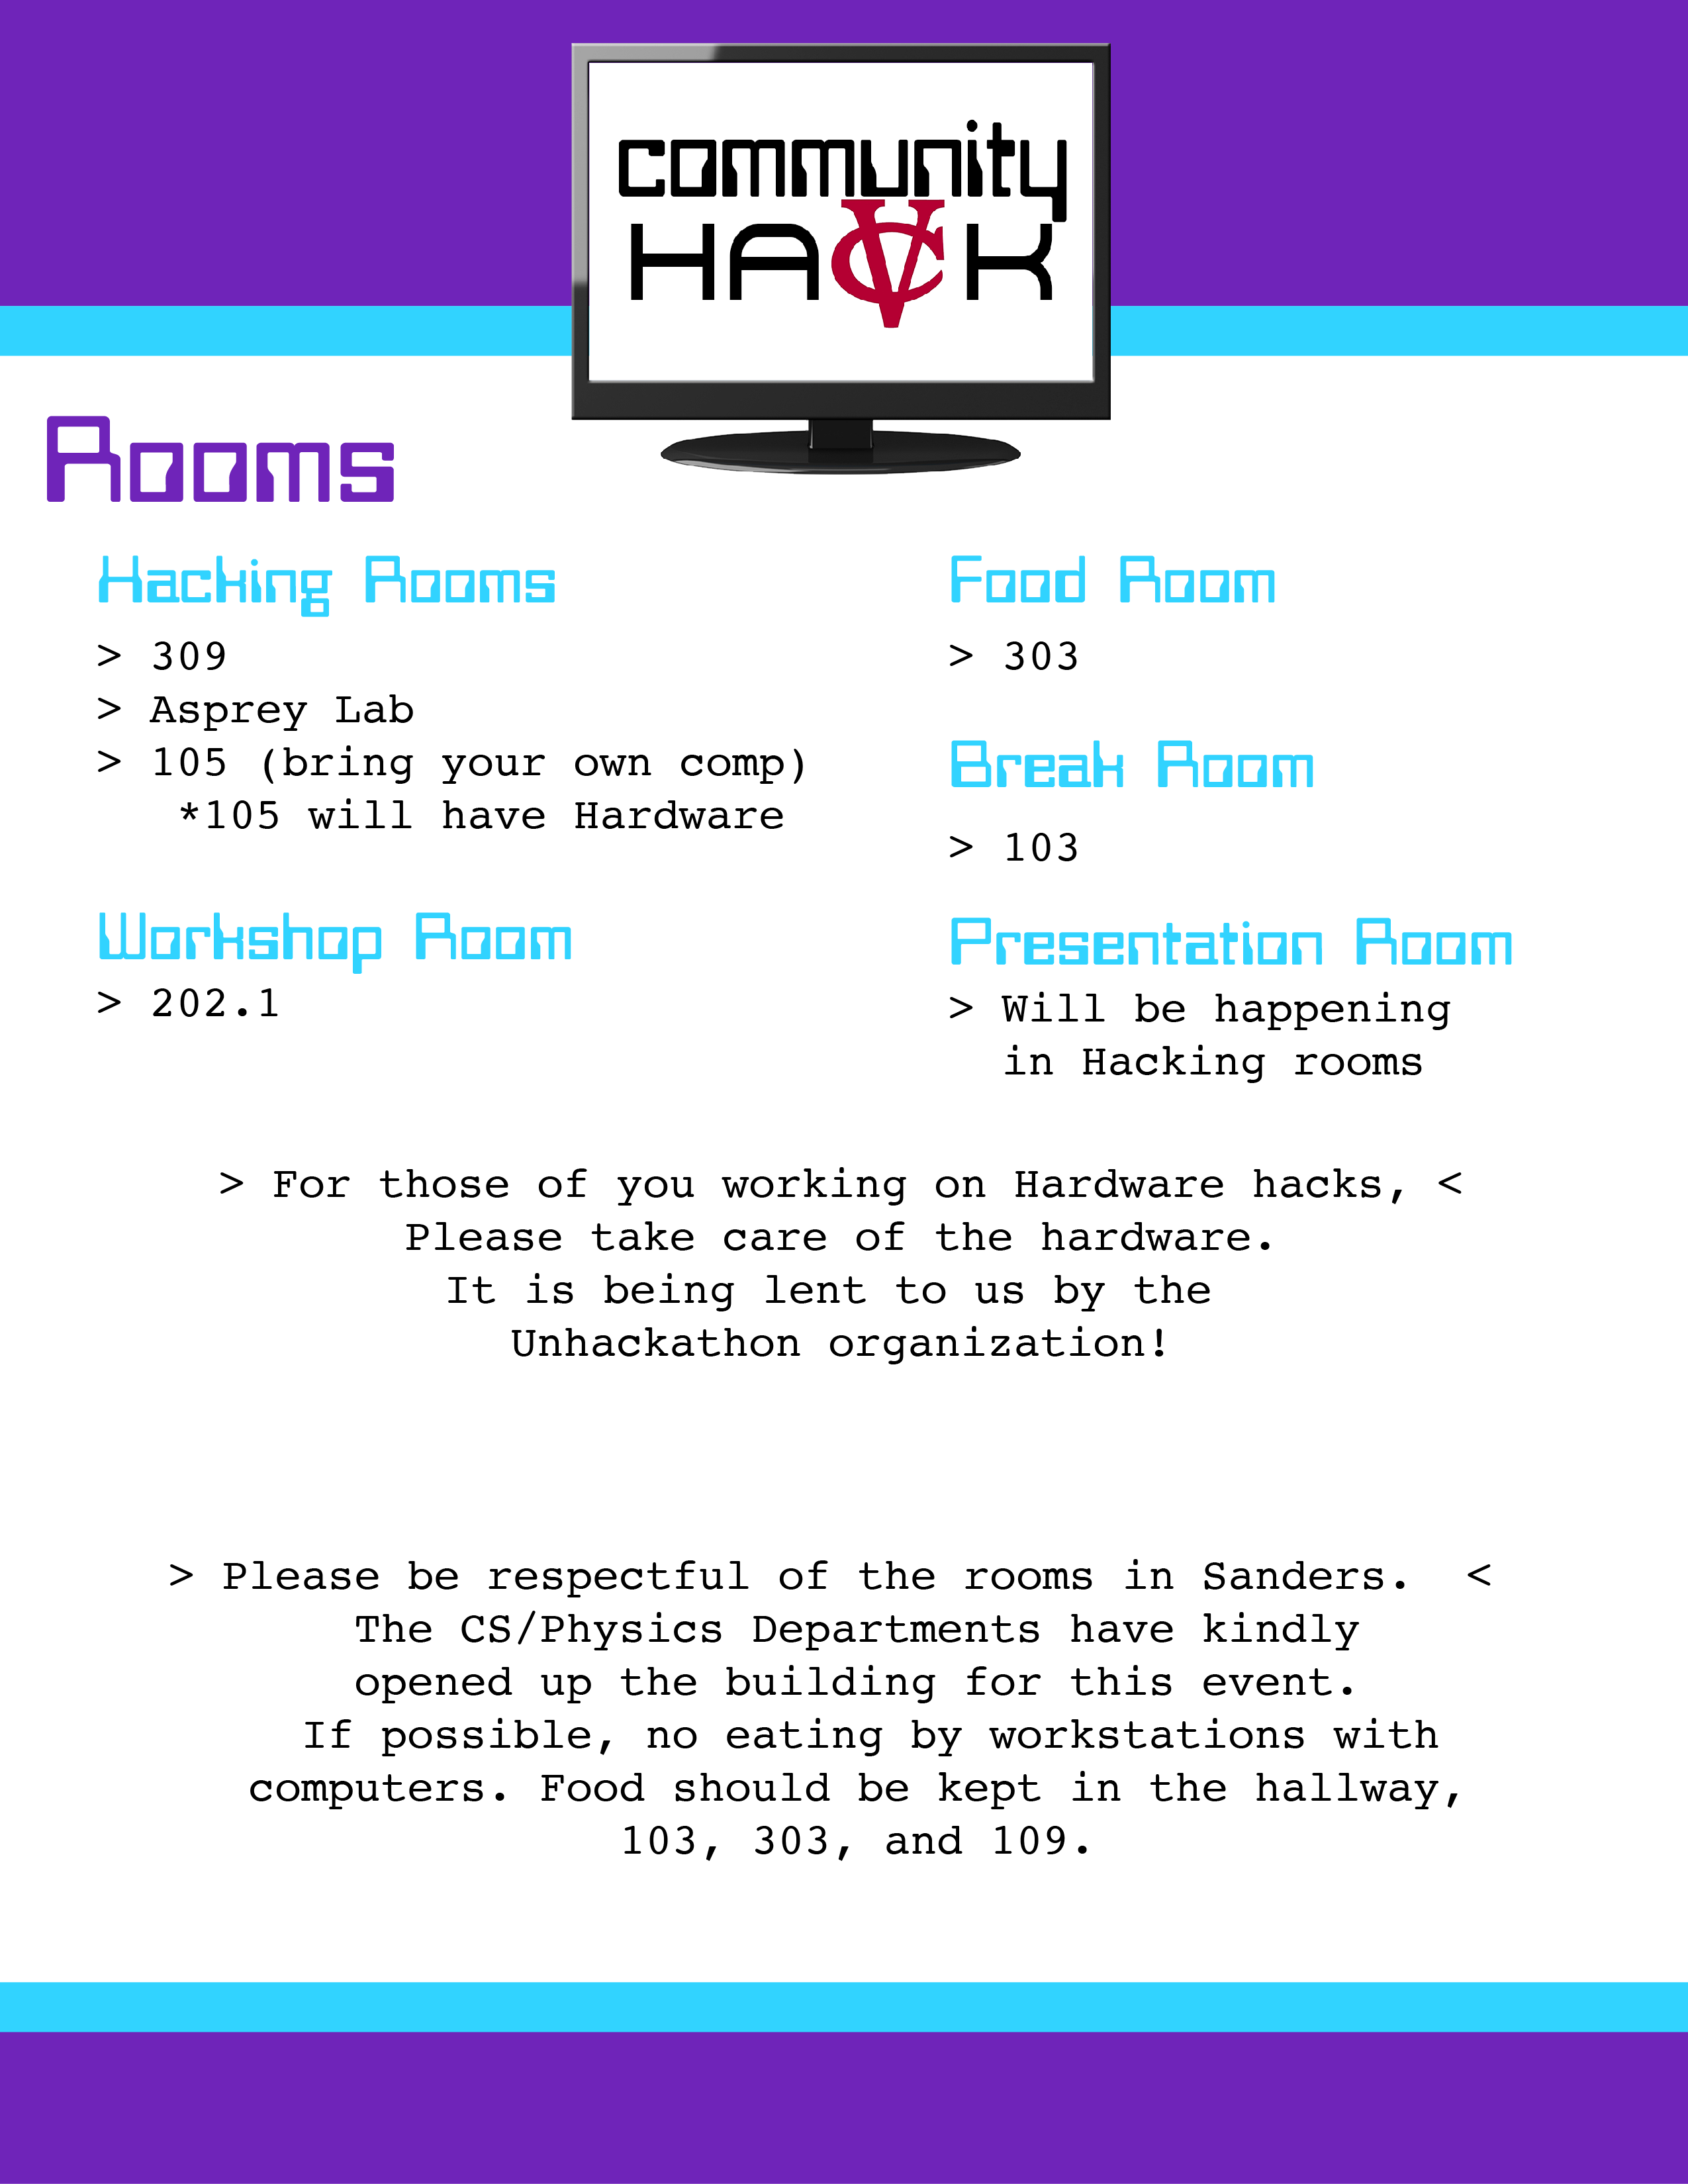 community
HACK
Rooms
Hacking Rooms
> 309
> Asprey Lab
> 105 (bring your own comp)
*105 will have Hardware
Workshop Room
> 202.1
Food Room
> 303
Break Room
> 103
Presentation Room
> Will be happening
in Hacking rooms
> For those of you working on Hardware hacks, <
Please take care of the hardware.
It is being lent to us by the
Unhackathon organization!
> Please be respectful of the rooms in Sanders. <
The CS/Physics Departments have kindly
opened up the building for this event.
If possible, no eating by workstations with
computers. Food should be kept in the hallway,
103, 303, and 109.